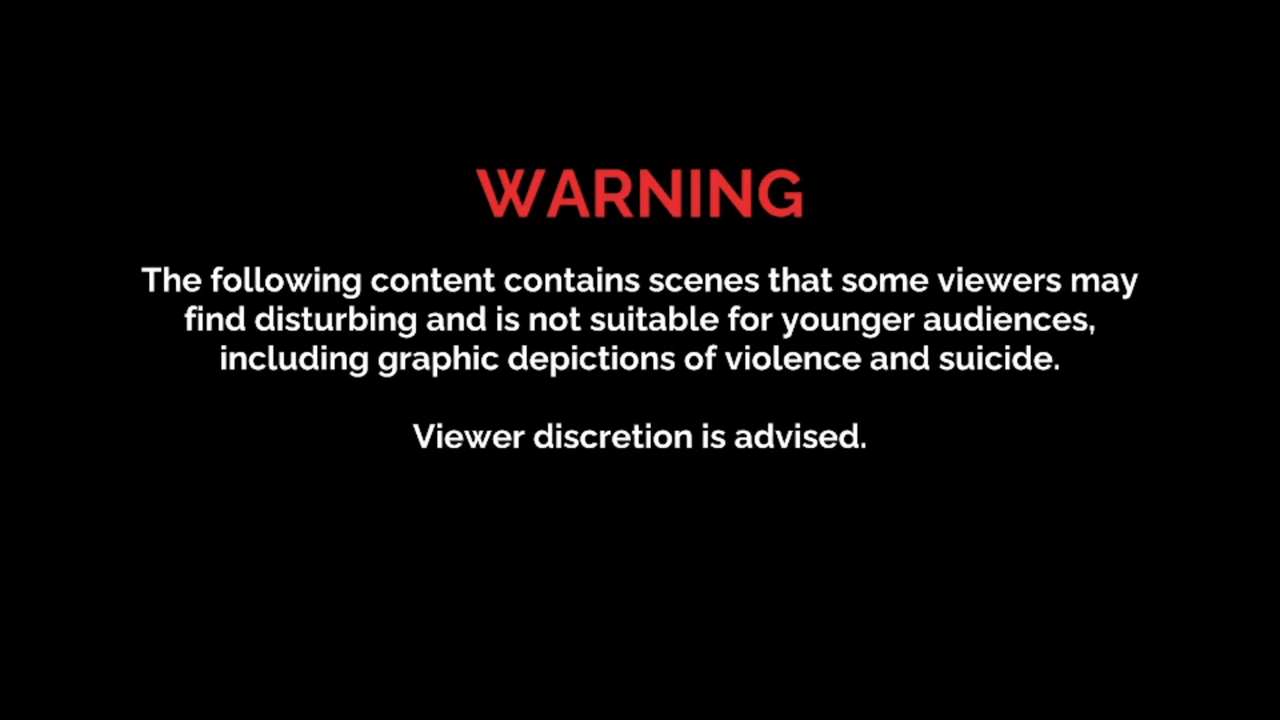 WARNING
The following content contains scenes that some viewers may
find disturbing and is not suitable for younger audiences,
including graphic depictions of violence and suicide.
Viewer discretion is advised.